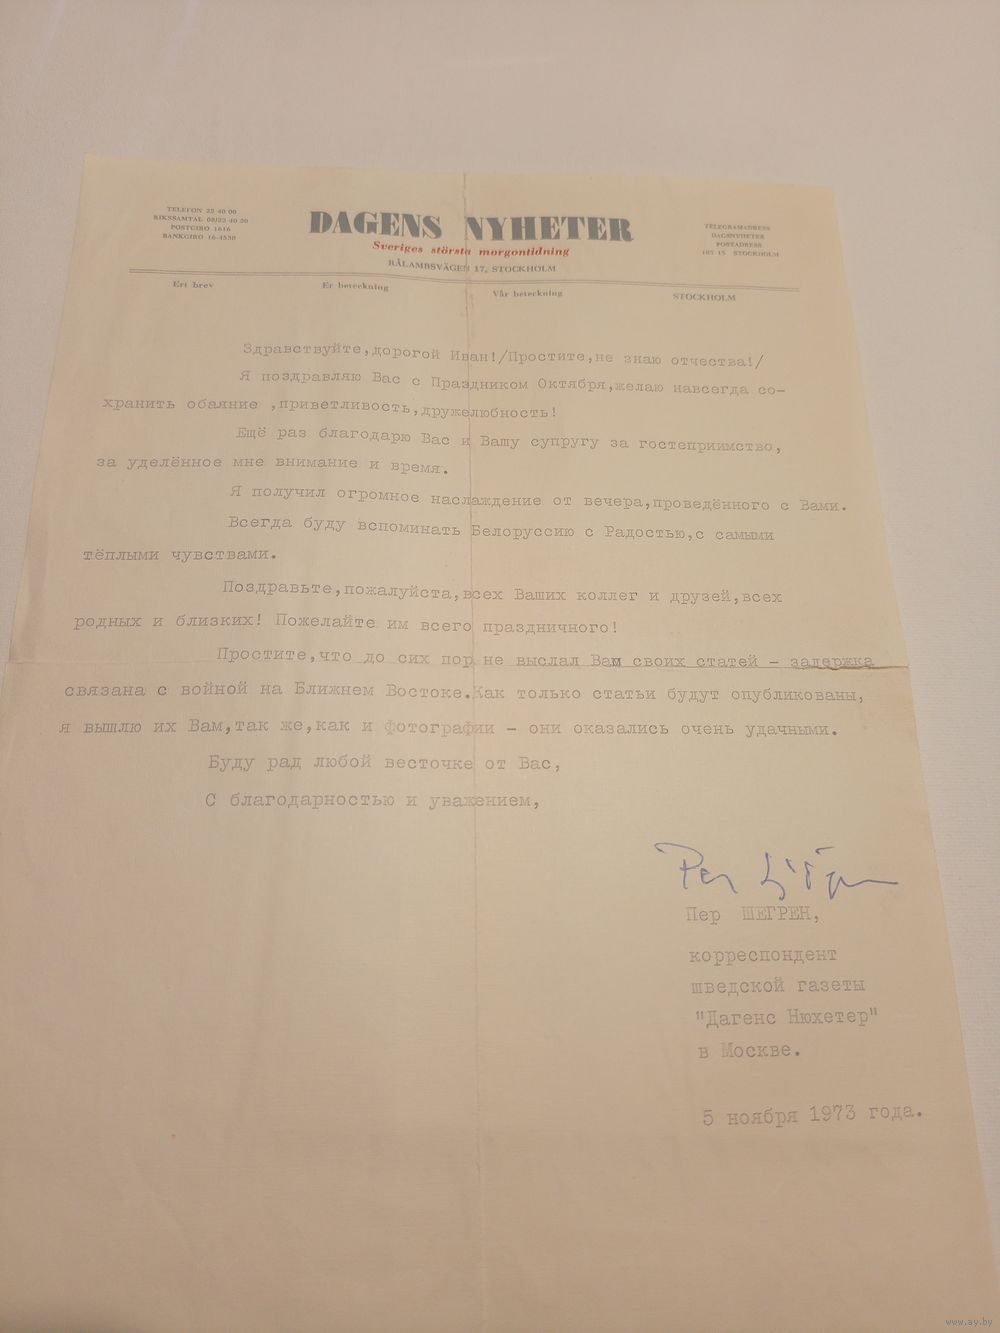 TELEFON 22 40 00
RIKSSAMTAL 08/22 40 20
POSTGIRO 1616
BANKGIRO 16-4530
DAGENS NYHETER
Sveriges största morgontidning
RÅLAMBSVÄGEN 17, STOCKHOLM
TELEGRAMADRESS
DAGSNYHETER
POSTADRESS
105 15 STOCKHOLM
Ert brev Er beteckning Vår beteckning STOCKHOLM
Здравствуйте,дорогой Иван!/Простите,не знаю отчества!/
Я поздравляю Вас с Праздником Октября,желаю навсегда со-
хранить обаяние ,приветливость,дружелюбность!
Ещё раз благодарю Вас и Вашу супругу за гостеприимство,
за уделённое мне внимание и время.
Я получил огромное наслаждение от вечера,проведённого с Вами.
Всегда буду вспоминать Белоруссию с Радостью,с самыми
тёплыми чувствами.
Поздравьте,пожалуйста,всех Ваших коллег и друзей,всех
родных и близких! Пожелайте им всего праздничного!
Простите,что до сих пор не выслал Вам своих статей - задержка
связана с войной на Ближнем Востоке.Как только статьи будут опубликованы,
я вышлю их Вам,так же,как и фотографии - они оказались очень удачными.
Буду рад любой весточке от Вас,
С благодарностью и уважением,
Пер ШЕГРЕН,
корреспондент
шведской газеты
"Дагенс Нюхетер"
в Москве.
5 ноября 1973 года.
www.ay.by